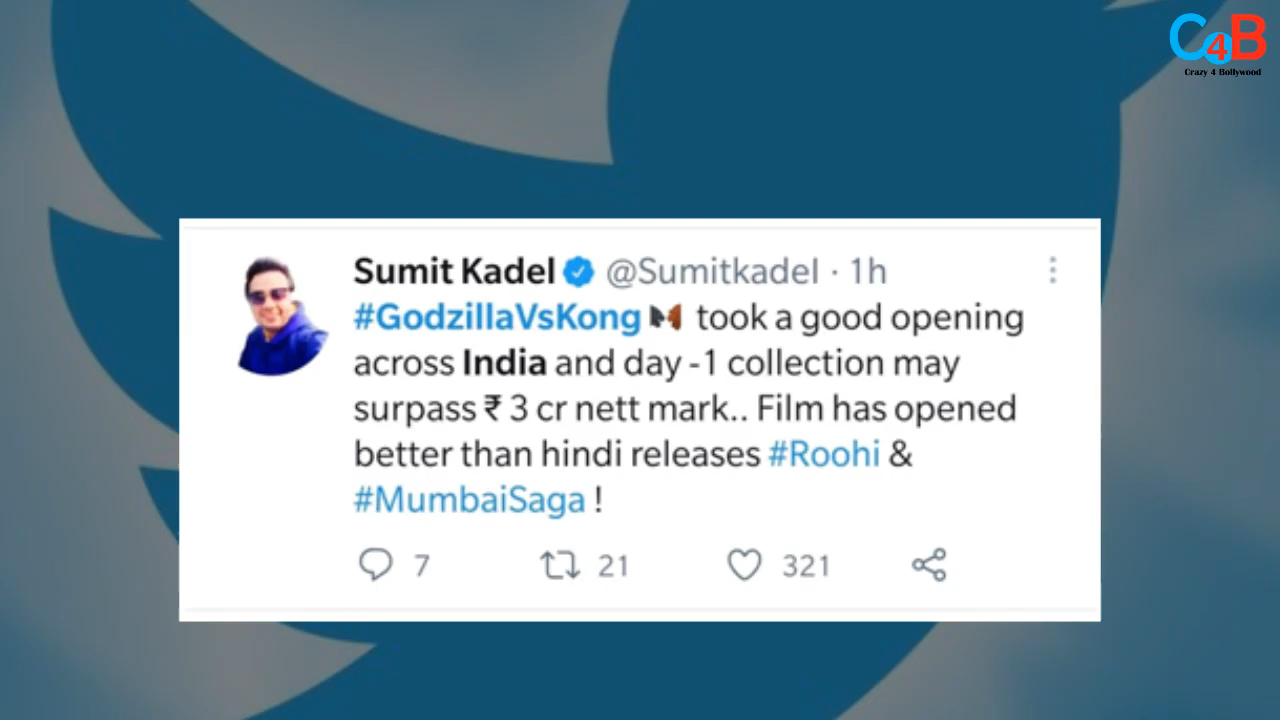 C4B
Crazy 4 Bollywood
Sumit Kadel @Sumitkadel · 1h
#GodzillaVsKong took a good opening
across India and day -1 collection may
surpass ₹ 3 cr nett mark.. Film has opened
better than hindi releases #Roohi &
#MumbaiSaga !
7 21 321